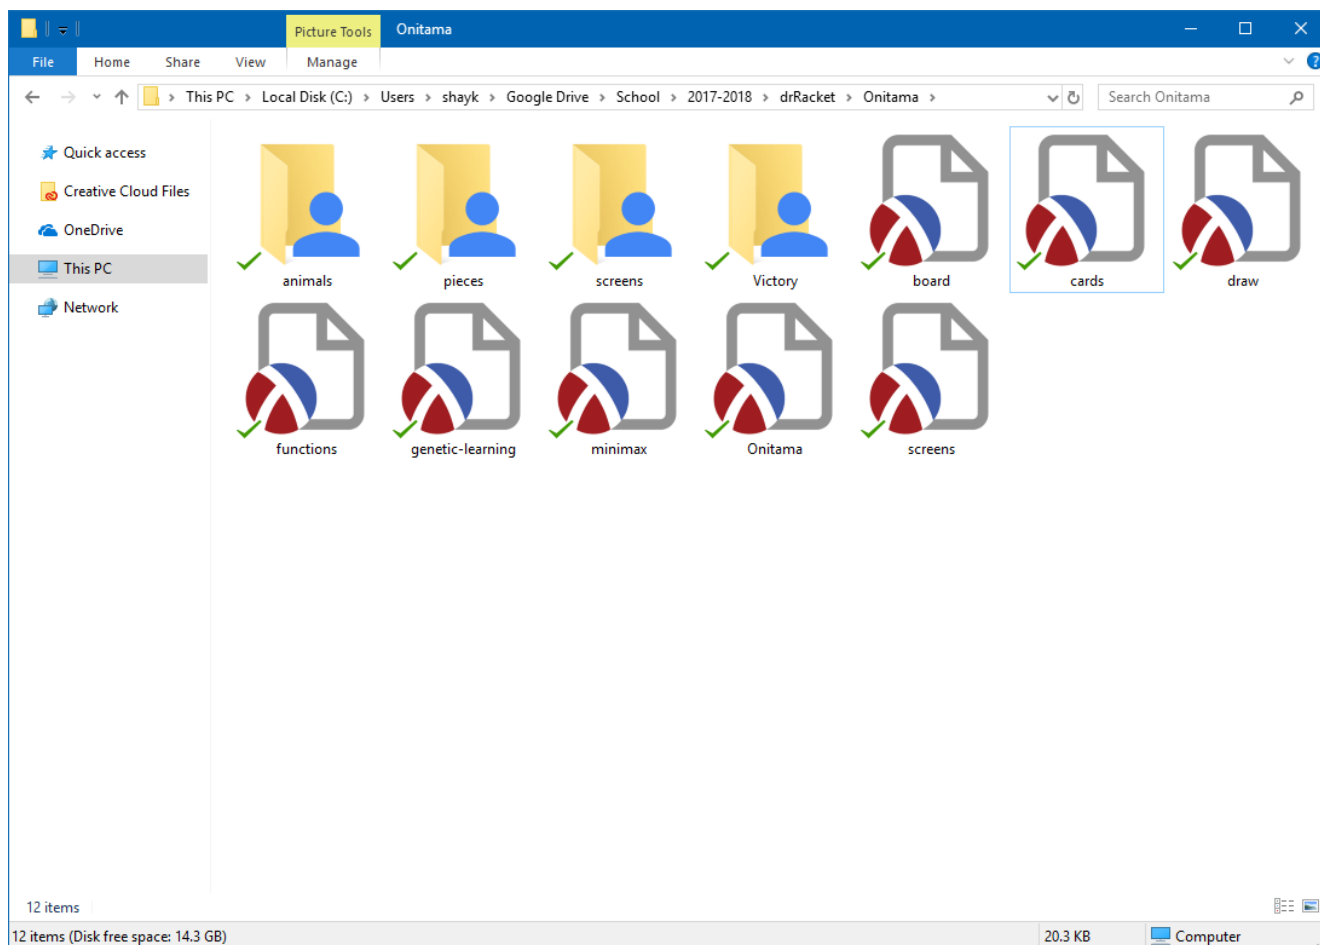 Picture Tools Onitama
File Home Share View Manage
This PC > Local Disk (C:) > Users > shayk > Google Drive > School > 2017-2018 > drRacket > Onitama >
Search Onitama
Quick access
Creative Cloud Files
OneDrive
This PC
Network
animals pieces screens Victory board cards draw
functions genetic-learning minimax Onitama screens
12 items
12 items (Disk free space: 14.3 GB) 20.3 KB Computer